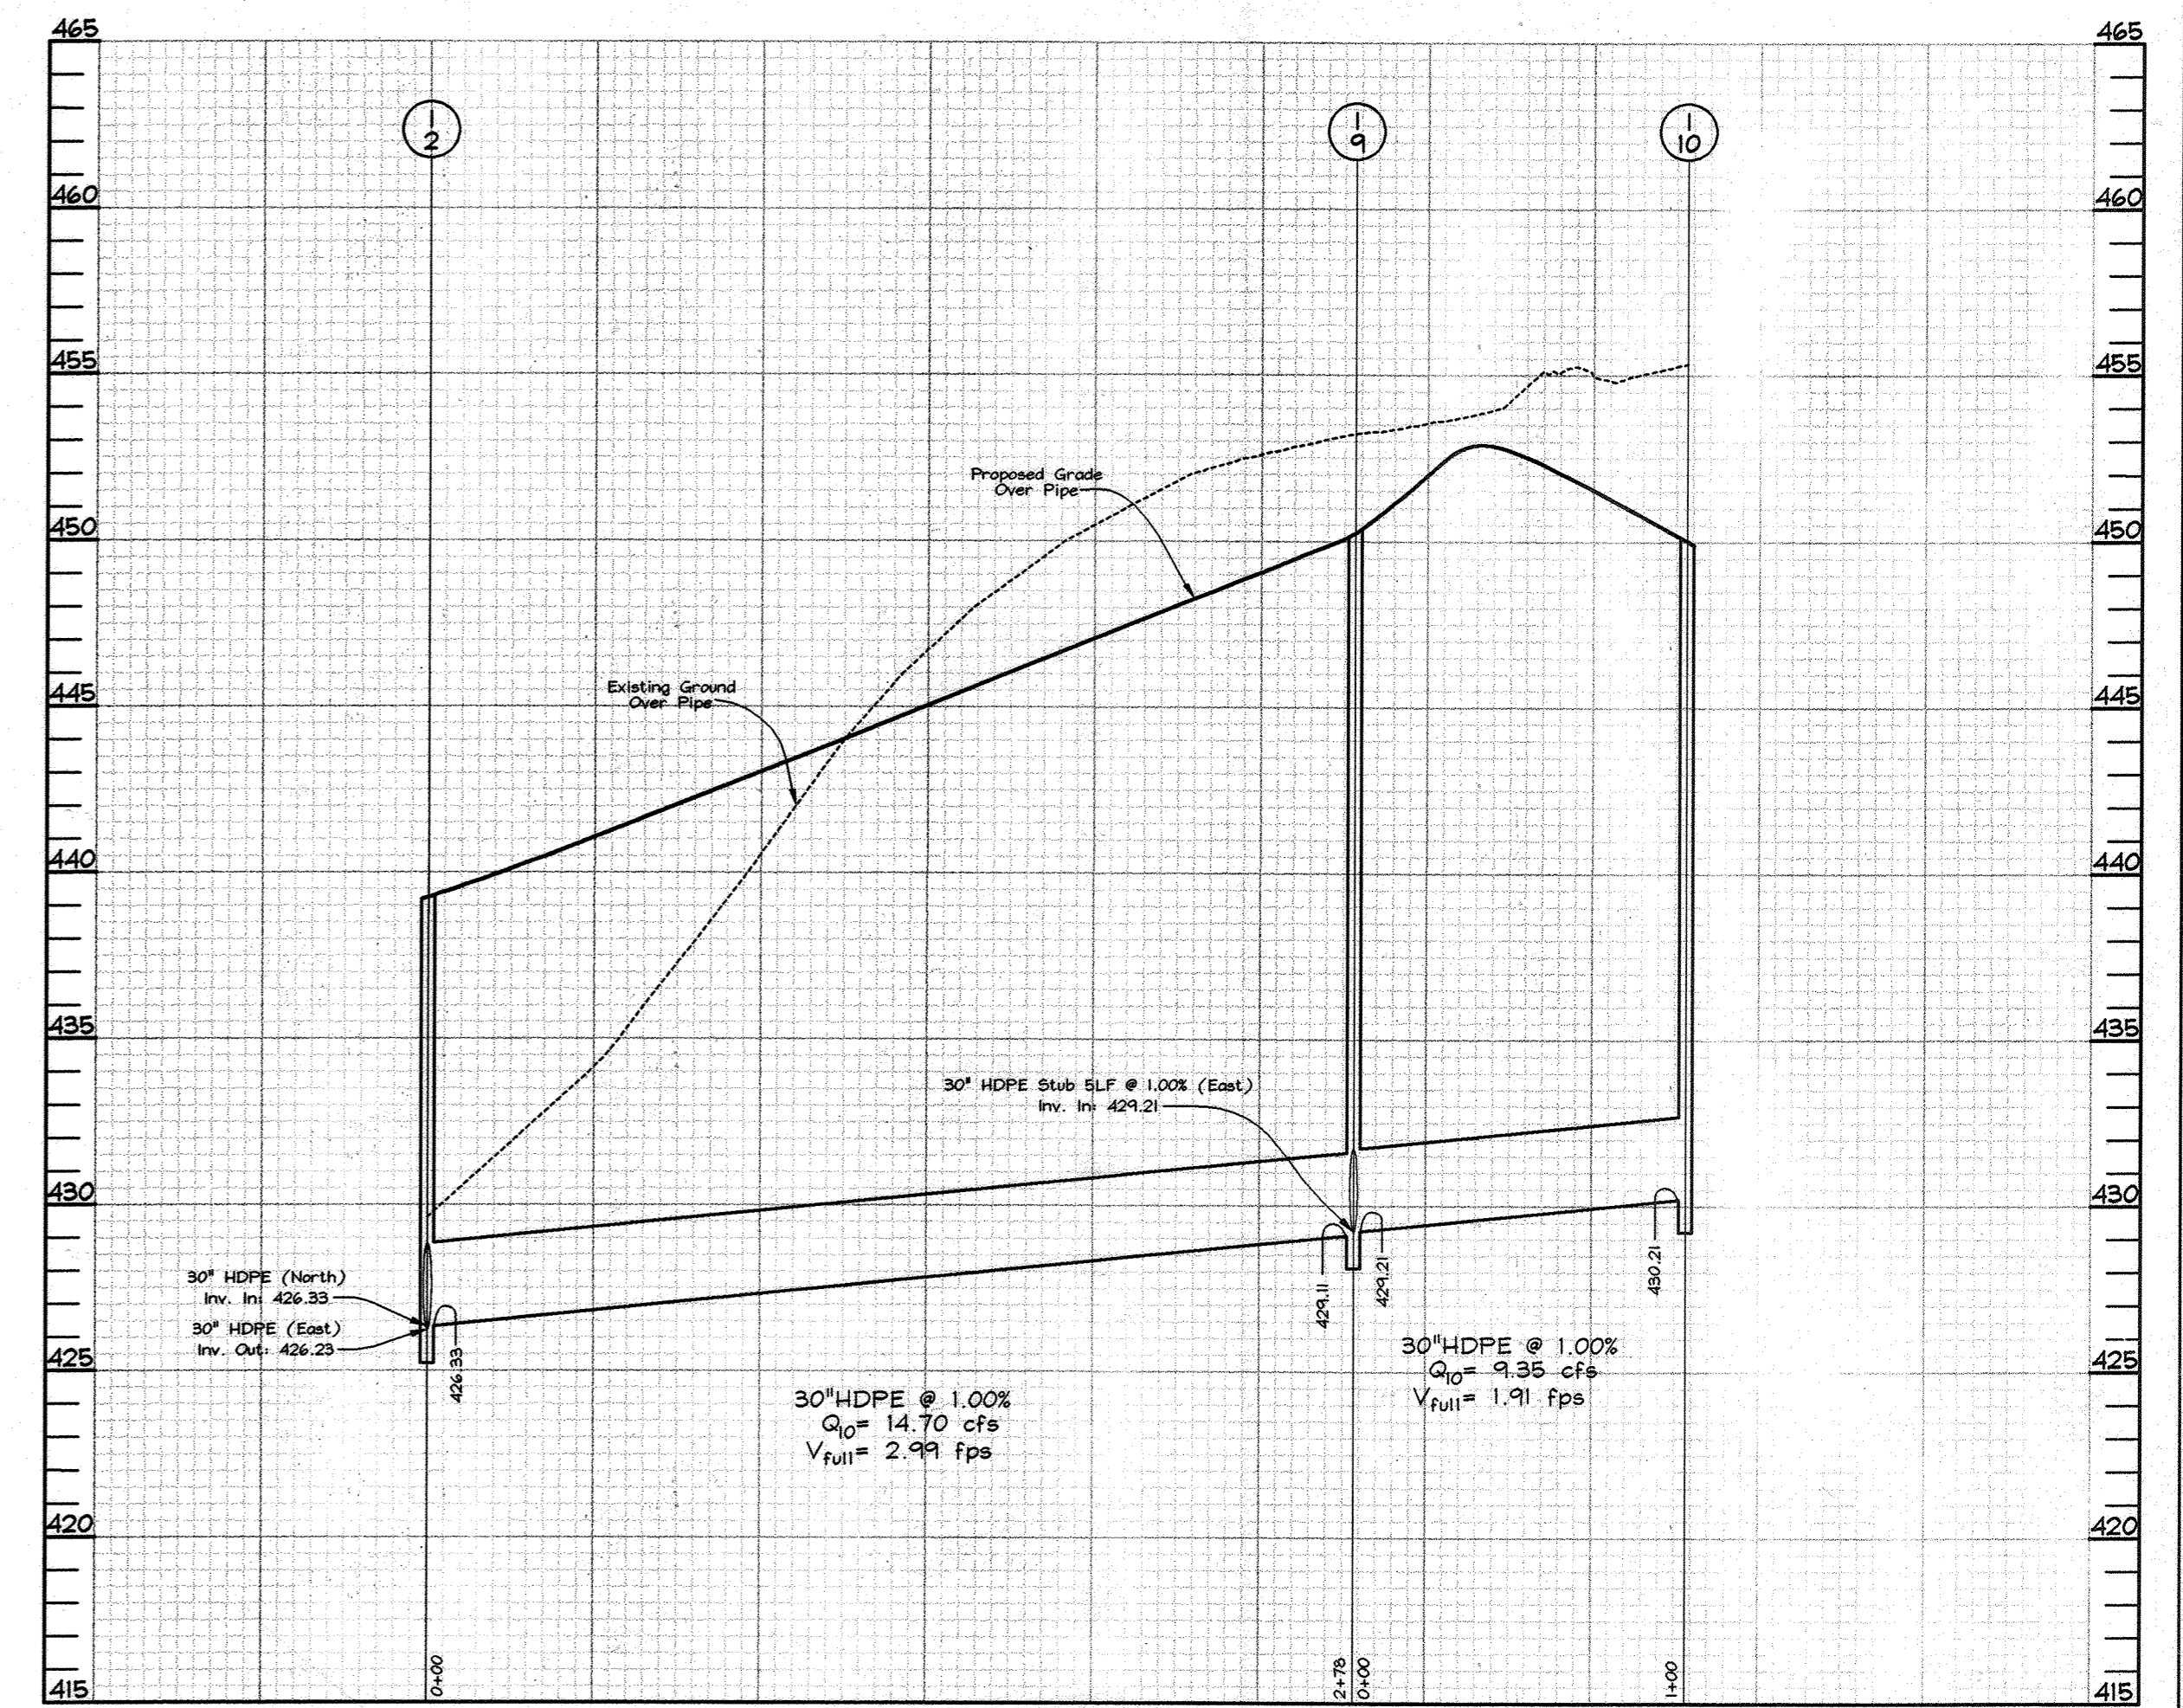 465
465
I
2
I
9
I
10
460
460
455
455
Proposed Grade
Over Pipe
450
450
Existing Ground
Over Pipe
445
445
440
440
435
435
30" HDPE Stub 5LF @ 1.00% (East)
Inv. In: 429.21
430
430
30" HDPE (North)
Inv. In: 426.33
30" HDPE (East)
Inv. Out: 426.23
426.33
429.11
429.21
430.21
425
425
30"HDPE @ 1.00%
Q10= 14.70 cfs
Vfull= 2.99 fps
30"HDPE @ 1.00%
Q10= 9.35 cfs
Vfull= 1.91 fps
420
420
0+00
2+78
0+00
1+00
415
415